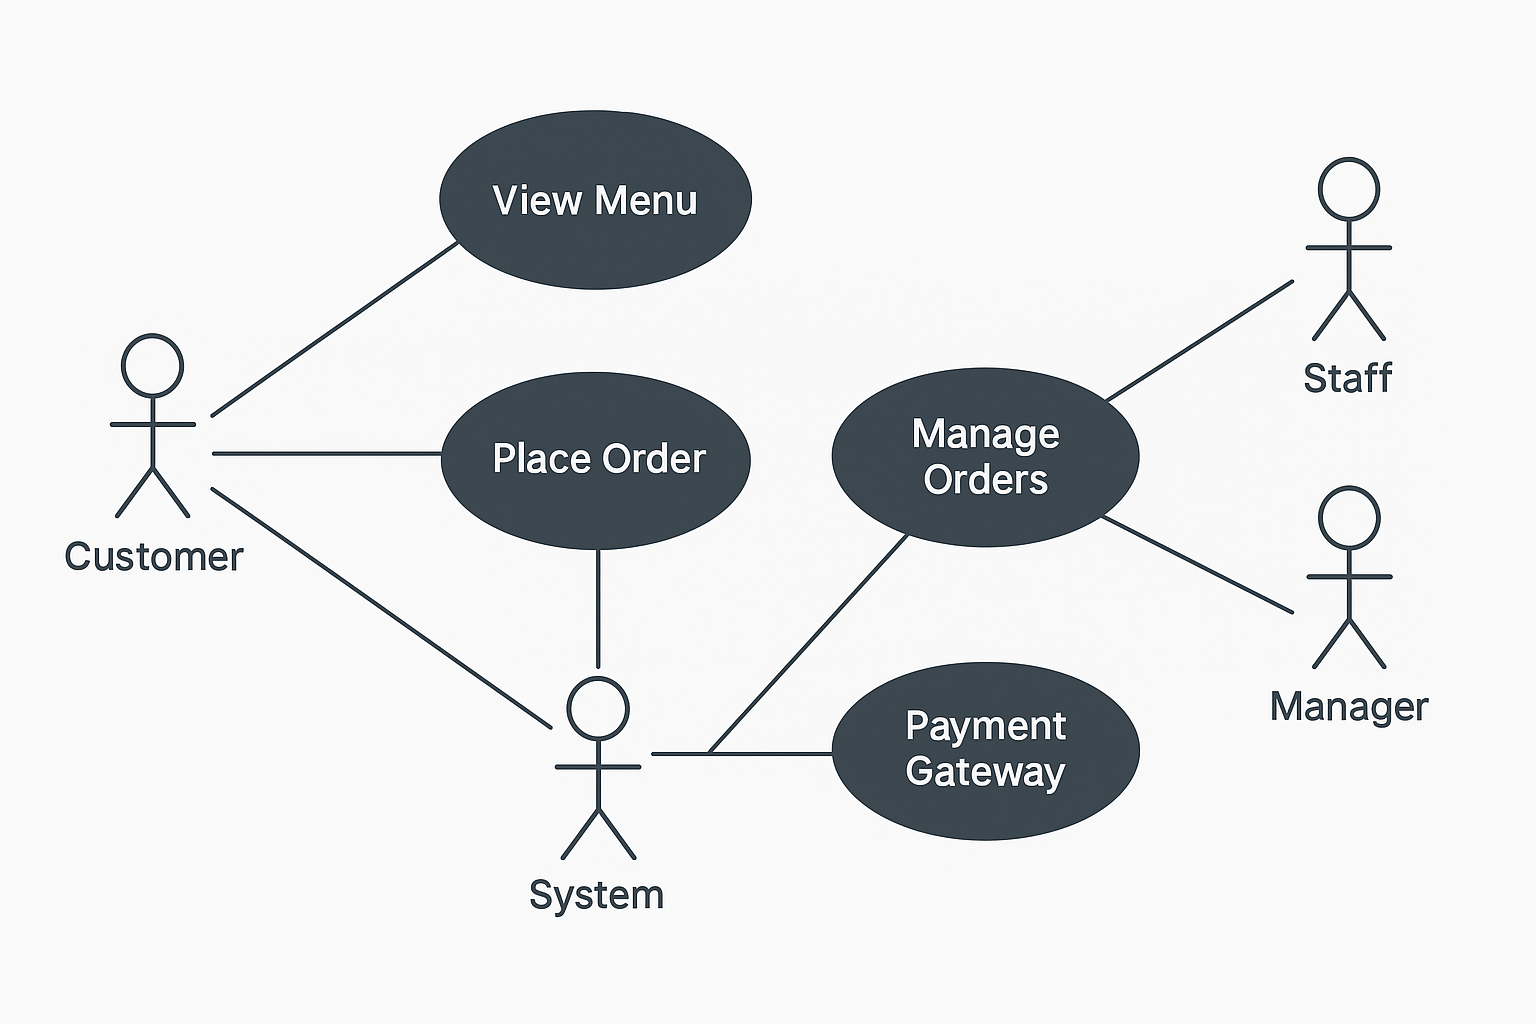 View Menu
Staff
Customer
Place Order
Manage
Orders
Manager
Payment
Gateway
System